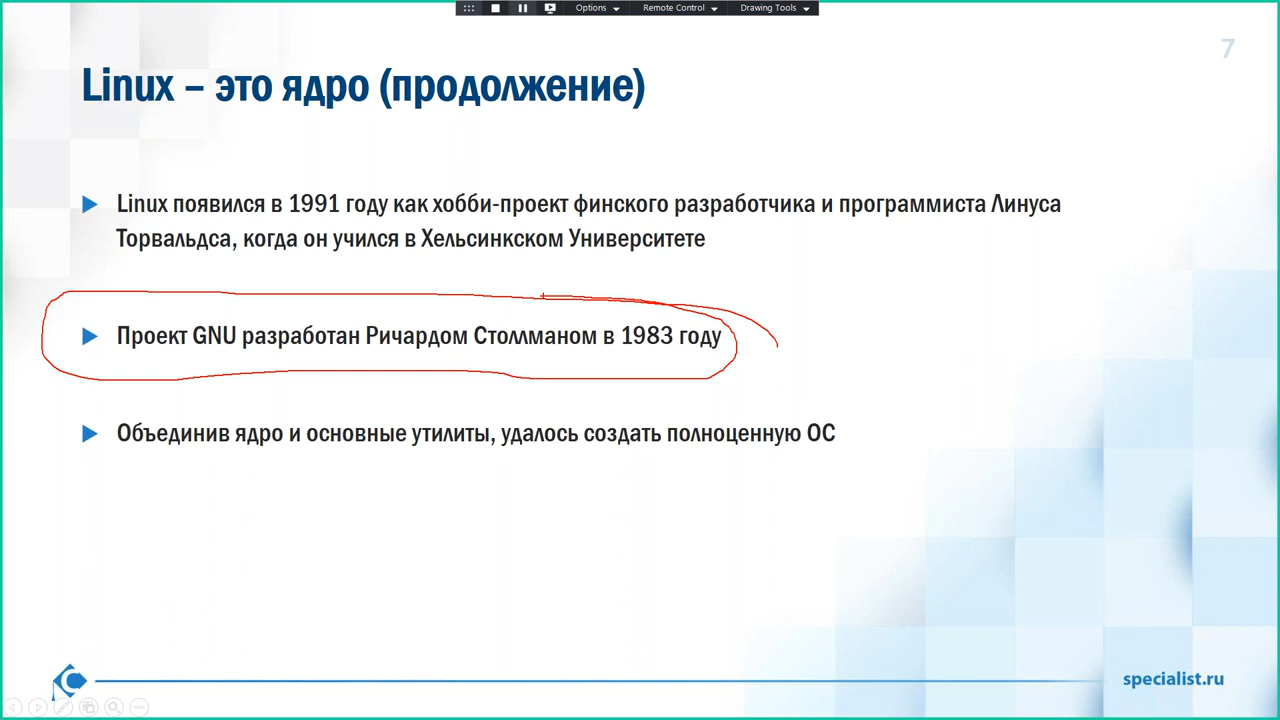 Options
Remote Control
Drawing Tools
7
Linux – это ядро (продолжение)
Linux появился в 1991 году как хобби-проект финского разработчика и программиста Линуса
Торвальдса, когда он учился в Хельсинкском Университете
Проект GNU разработан Ричардом Столлманом в 1983 году
Объединив ядро и основные утилиты, удалось создать полноценную ОС
specialist.ru